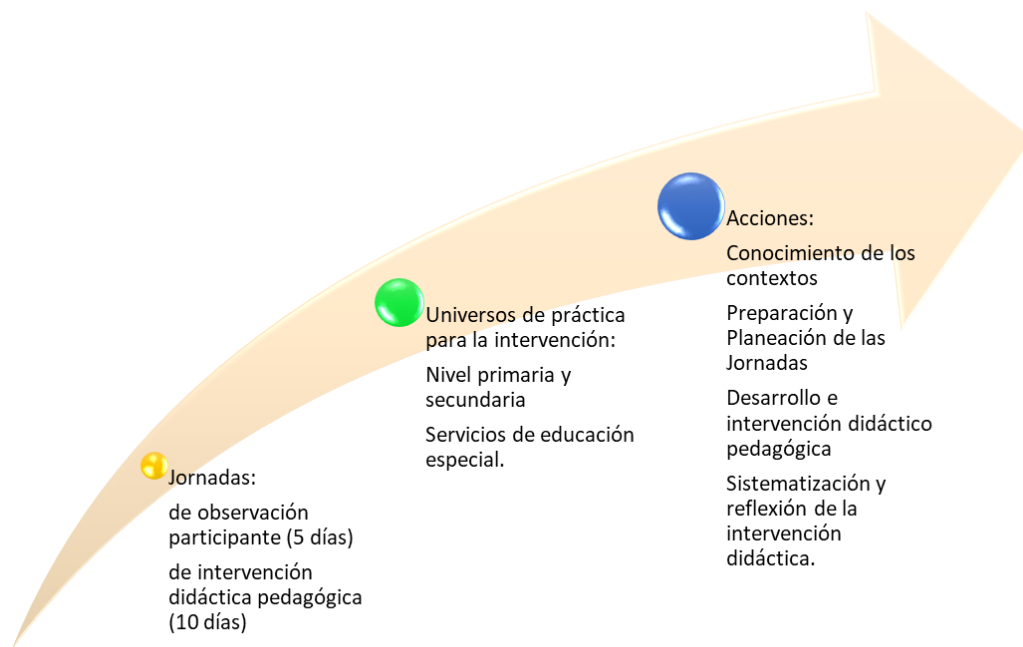 Jornadas:
de observación
participante (5 días)
de intervención
didáctica pedagógica
(10 días)
Universos de práctica
para la intervención:
Nivel primaria y
secundaria
Servicios de educación
especial.
Acciones:
Conocimiento de los
contextos
Preparación y
Planeación de las
Jornadas
Desarrollo e
intervención didáctico
pedagógica
Sistematización y
reflexión de la
intervención
didáctica.